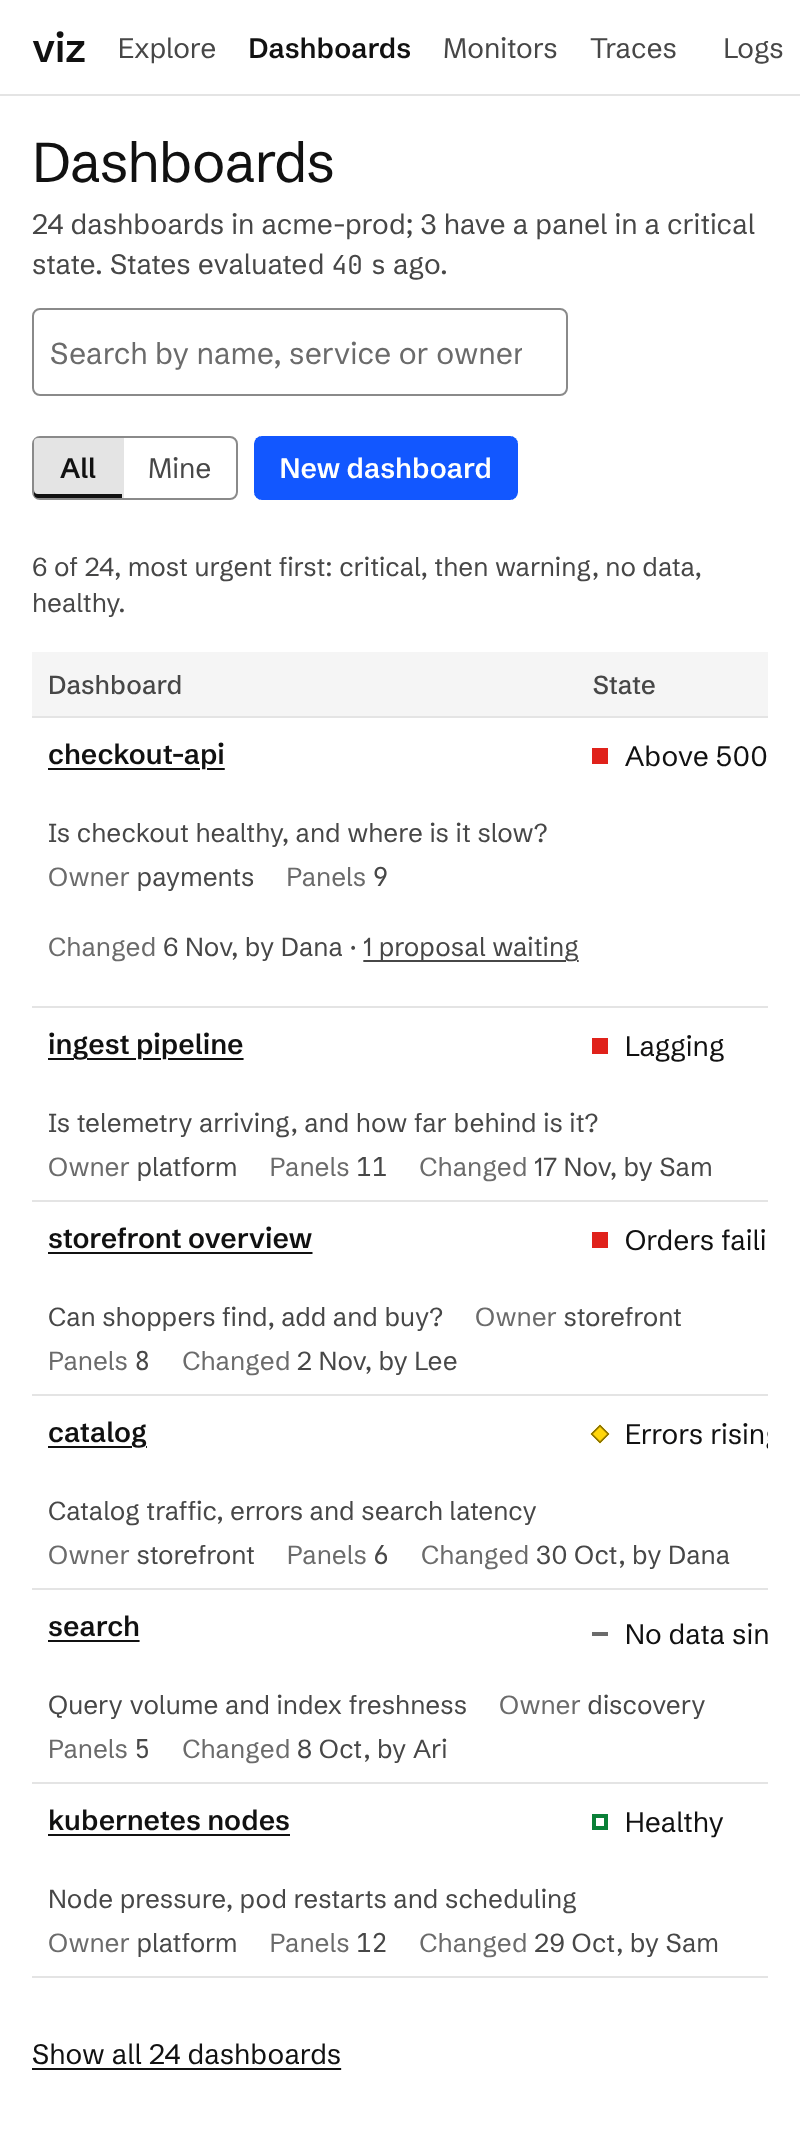 viz Explore Dashboards Monitors Traces Logs
Dashboards
24 dashboards in acme-prod; 3 have a panel in a critical
state. States evaluated 40 s ago.
Search by name, service or owner
All Mine New dashboard
6 of 24, most urgent first: critical, then warning, no data,
healthy.
Dashboard State
checkout-api Above 500
Is checkout healthy, and where is it slow?
Owner payments Panels 9
Changed 6 Nov, by Dana · 1 proposal waiting
ingest pipeline Lagging
Is telemetry arriving, and how far behind is it?
Owner platform Panels 11 Changed 17 Nov, by Sam
storefront overview Orders faili
Can shoppers find, add and buy? Owner storefront
Panels 8 Changed 2 Nov, by Lee
catalog Errors rising
Catalog traffic, errors and search latency
Owner storefront Panels 6 Changed 30 Oct, by Dana
search No data sin
Query volume and index freshness Owner discovery
Panels 5 Changed 8 Oct, by Ari
kubernetes nodes Healthy
Node pressure, pod restarts and scheduling
Owner platform Panels 12 Changed 29 Oct, by Sam
Show all 24 dashboards